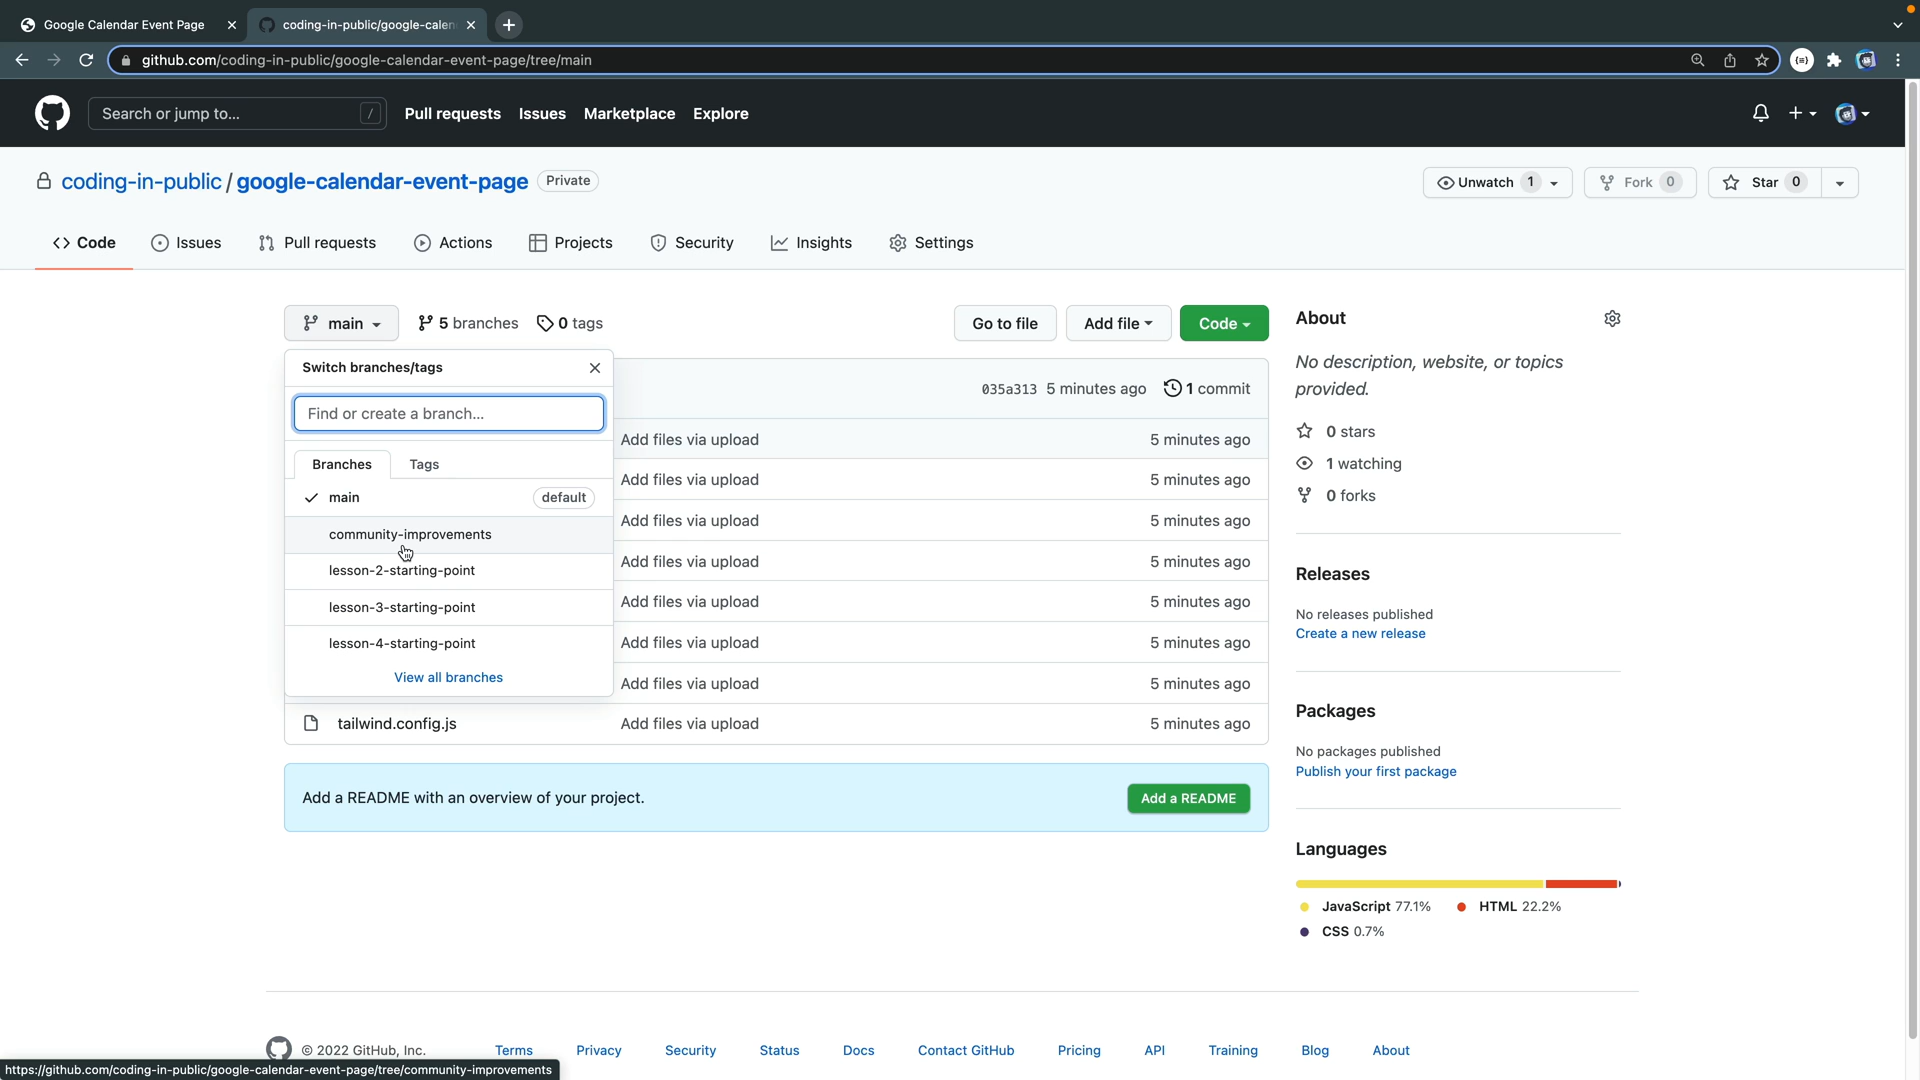 Google Calendar Event Page
coding-in-public/google-calen
github.com/coding-in-public/google-calendar-event-page/tree/main
Search or jump to... /
Pull requests Issues Marketplace Explore
coding-in-public / google-calendar-event-page Private
Unwatch 1 Fork 0 Star 0
Code Issues Pull requests Actions Projects Security Insights Settings
main 5 branches 0 tags Go to file Add file Code
Switch branches/tags
Find or create a branch...
Branches Tags
main default
community-improvements
lesson-2-starting-point
lesson-3-starting-point
lesson-4-starting-point
View all branches
035a313 5 minutes ago 1 commit
Add files via upload 5 minutes ago
Add files via upload 5 minutes ago
Add files via upload 5 minutes ago
Add files via upload 5 minutes ago
Add files via upload 5 minutes ago
Add files via upload 5 minutes ago
Add files via upload 5 minutes ago
tailwind.config.js Add files via upload 5 minutes ago
Add a README with an overview of your project. Add a README
About
No description, website, or topics
provided.
0 stars
1 watching
0 forks
Releases
No releases published
Create a new release
Packages
No packages published
Publish your first package
Languages
JavaScript 77.1% HTML 22.2%
CSS 0.7%
© 2022 GitHub, Inc. Terms Privacy Security Status Docs Contact GitHub Pricing API Training Blog About
https://github.com/coding-in-public/google-calendar-event-page/tree/community-improvements